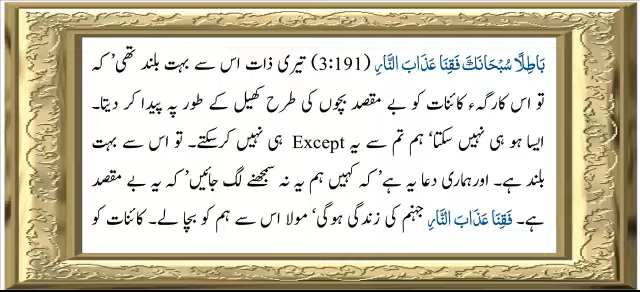 بَاطِلًا سُبْحَانَكَ فَقِنَا عَذَابَ النَّارِ (3:191) تیری ذات اس سے بہت بلند تھی’ کہ
تو اس کارگہء کائنات کو بے مقصد بچوں کی طرح کھیل کے طور پہ پیدا کر دیتا۔
ایسا ہو ہی نہیں سکتا‘ ہم تم سے یہ Except ہی نہیں کرسکتے۔ تو اس سے بہت
بلند ہے۔ اور ہماری دعا یہ ہے’ کہ کہیں ہم یہ نہ سمجھنے لگ جائیں’ کہ یہ بے مقصد
ہے۔ فَقِنَا عَذَابَ النَّارِ جہنم کی زندگی ہوگی‘ مولا اس سے ہم کو بچا لے۔ کائنات کو